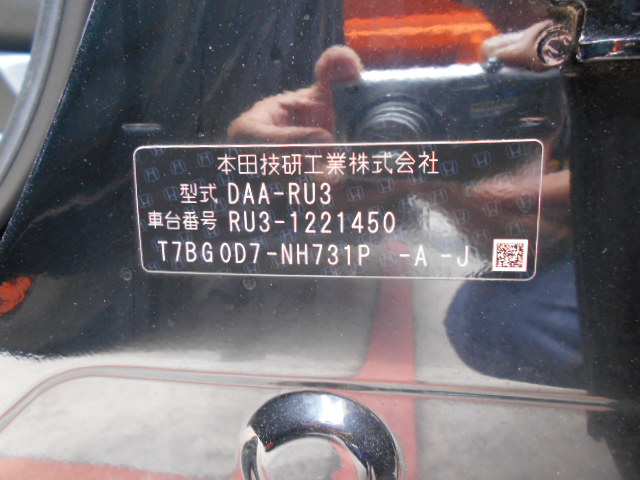 本田技研工業株式会社
型式 DAA-RU3
車台番号 RU3-1221450
T7BG0D7-NH731P -A -J